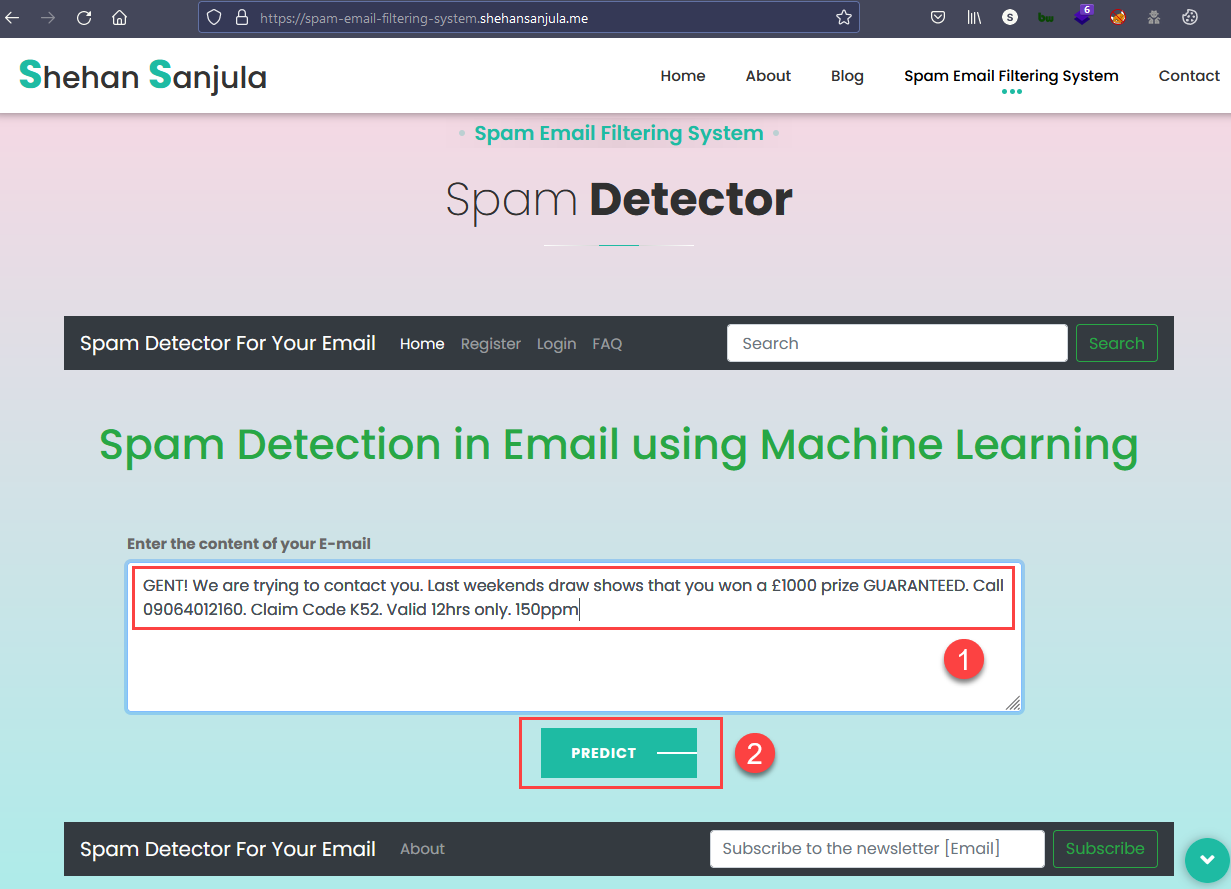 https://spam-email-filtering-system.shehansanjula.me
S
6
Shehan Sanjula
Home About Blog Spam Email Filtering System Contact
Spam Email Filtering System
Spam Detector
Spam Detector For Your Email Home Register Login FAQ Search Search
Spam Detection in Email using Machine Learning
Enter the content of your E-mail
GENT! We are trying to contact you. Last weekends draw shows that you won a £1000 prize GUARANTEED. Call
09064012160. Claim Code K52. Valid 12hrs only. 150ppm
1
PREDICT
2
Spam Detector For Your Email About Subscribe to the newsletter [Email] Subscribe